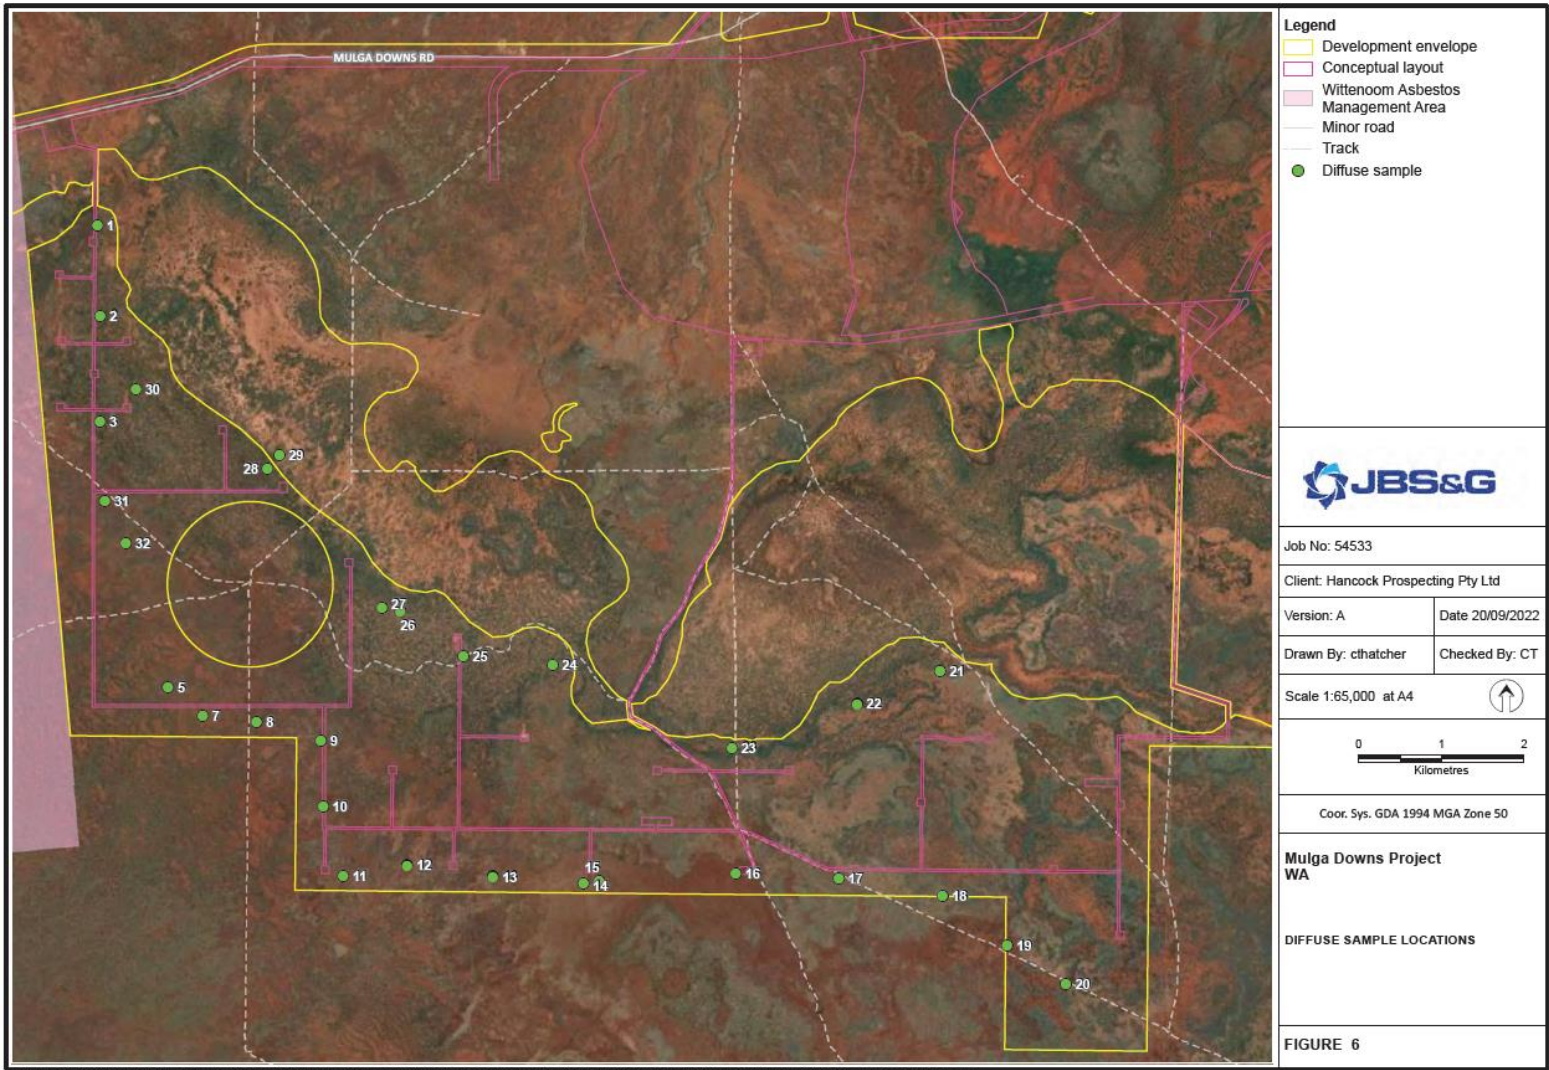 MULGA DOWNS RD
1
2
30
3
29
28
31
32
27
26
25
24
5
7
8
9
21
22
23
10
12
11
13
15
14
16
17
18
19
20
Legend
Development envelope
Conceptual layout
Wittenoom Asbestos
Management Area
Minor road
Track
Diffuse sample
JBS&G
Job No: 54533
Client: Hancock Prospecting Pty Ltd
Version: A
Date 20/09/2022
Drawn By: cthatcher
Checked By: CT
Scale 1:65,000 at A4
0 1 2
Kilometres
Coor. Sys. GDA 1994 MGA Zone 50
Mulga Downs Project
WA
DIFFUSE SAMPLE LOCATIONS
FIGURE 6